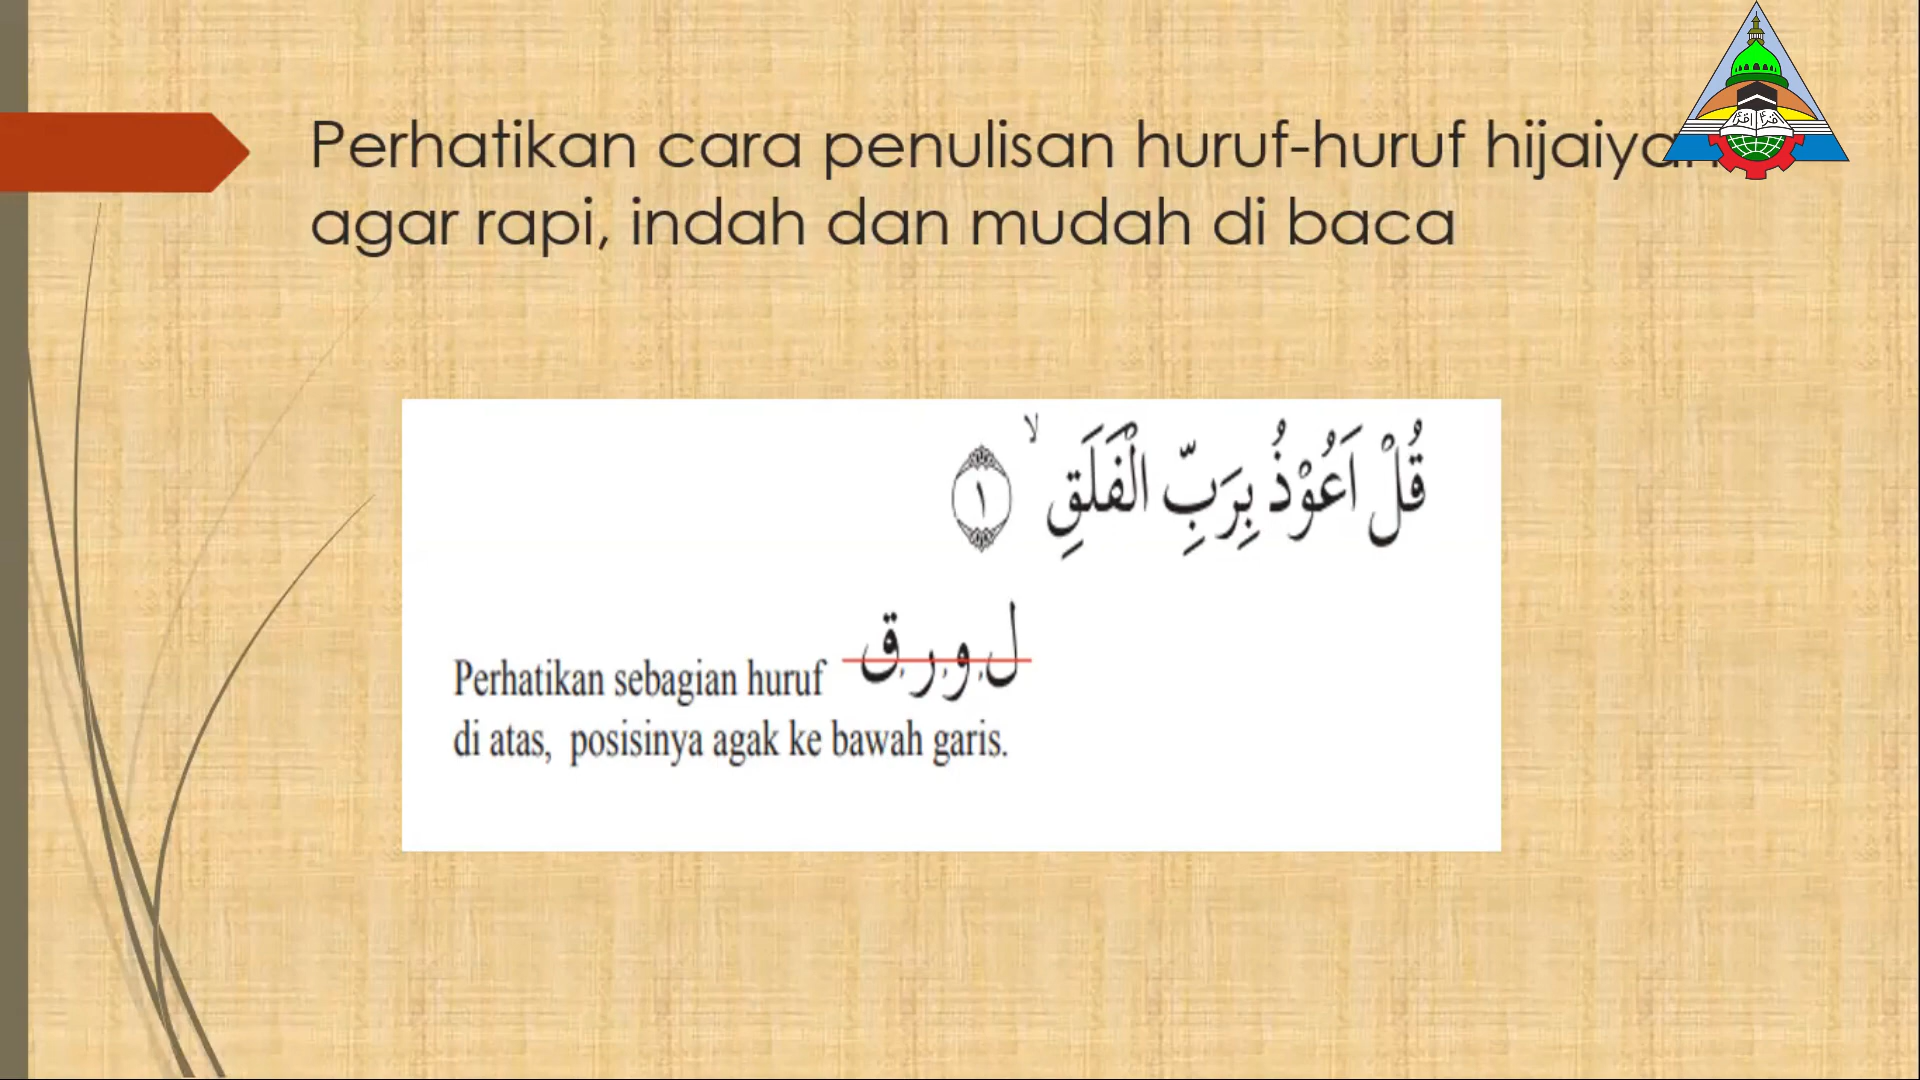 Perhatikan cara penulisan huruf-huruf hijaiyah
agar rapi, indah dan mudah di baca
قُلْ اَعُوْذُ بِرَبِّ الْفَلَقِ ۙ ١
Perhatikan sebagian huruf ل و ر ق
di atas, posisinya agak ke bawah garis.